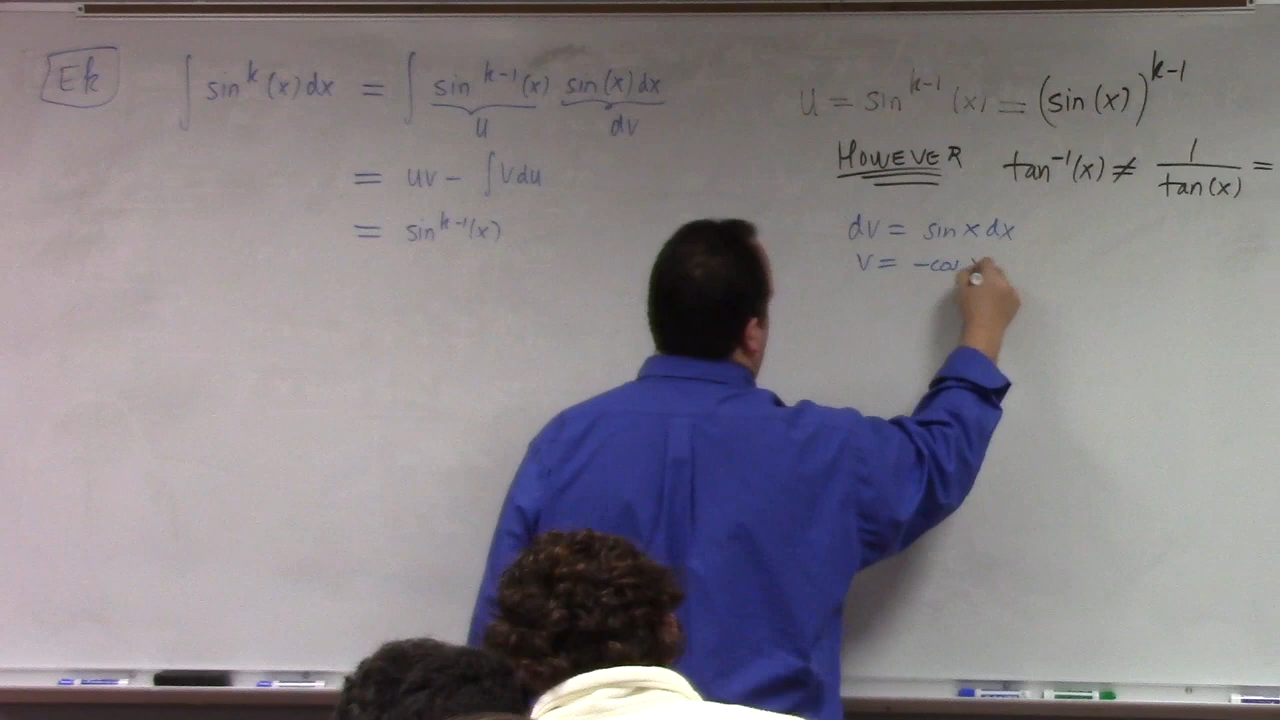 Ek
∫ sin^k (x) dx = ∫ sin^{k-1} (x) sin(x) dx
u dv
= uv - ∫ v du
= sin^{k-1}(x)
u = sin^{k-1} (x) = (sin (x))^{k-1}
HOWEVER tan^{-1}(x) ≠ 1/tan(x) =
dv = sin x dx
v = -cos x